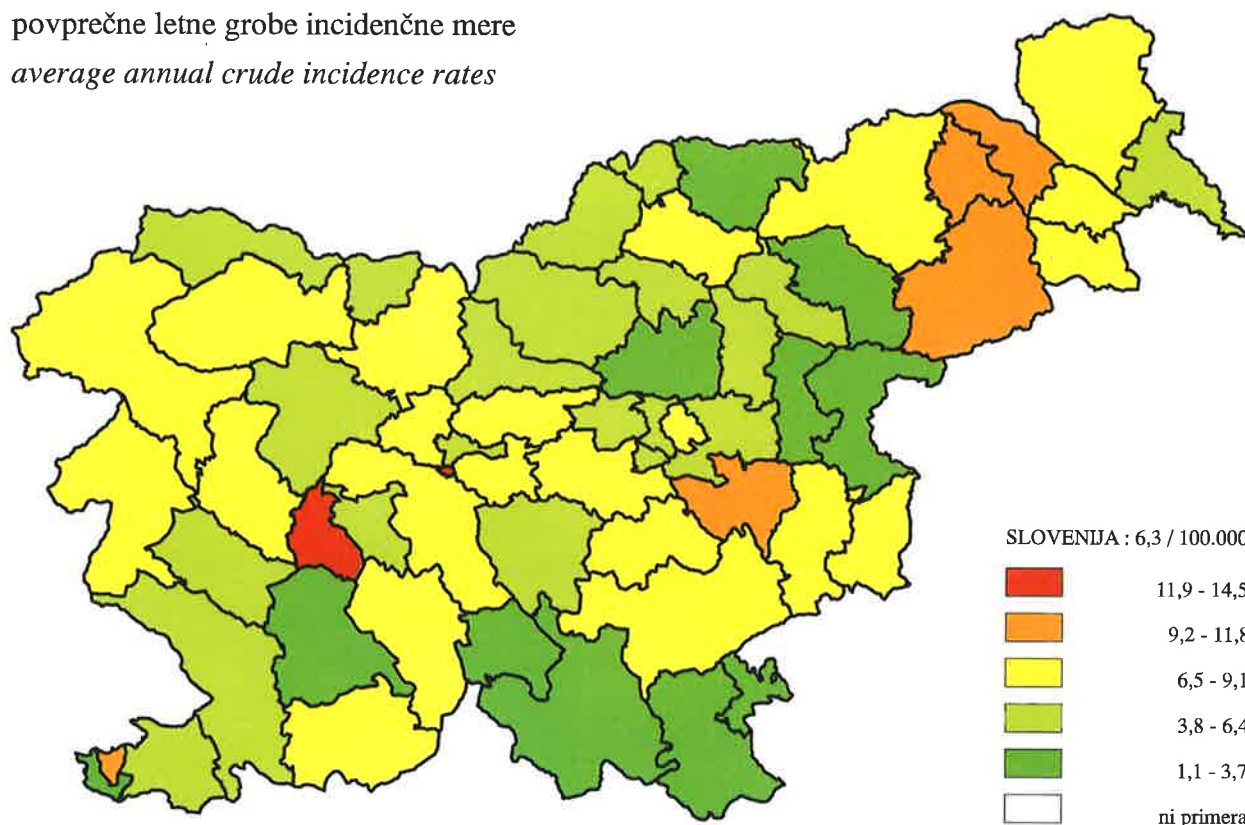 povprečne letne grobe incidenčne mere
average annual crude incidence rates
SLOVENIJA : 6,3 / 100.000
11,9 - 14,5
9,2 - 11,8
6,5 - 9,1
3,8 - 6,4
1,1 - 3,7
ni primera